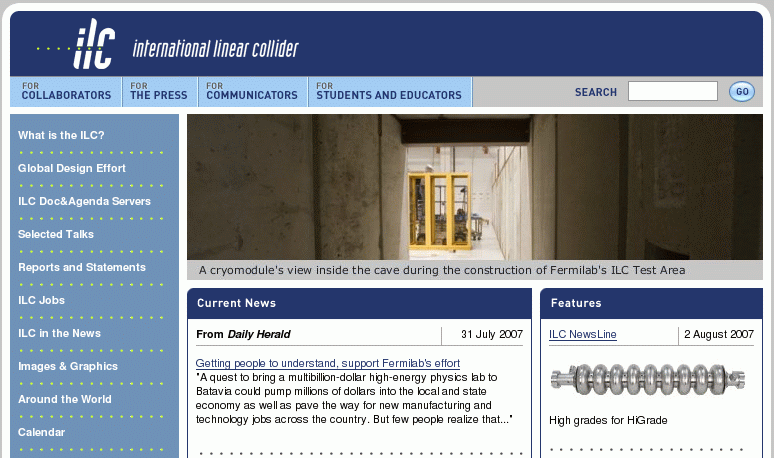 ilc
international linear collider
FOR
COLLABORATORS
FOR
THE PRESS
FOR
COMMUNICATORS
FOR
STUDENTS AND EDUCATORS
SEARCH
GO
What is the ILC?
Global Design Effort
ILC Doc&Agenda Servers
Selected Talks
Reports and Statements
ILC Jobs
ILC in the News
Images & Graphics
Around the World
Calendar
A cryomodule's view inside the cave during the construction of Fermilab's ILC Test Area
Current News
From Daily Herald
31 July 2007
Getting people to understand, support Fermilab's effort
"A quest to bring a multibillion-dollar high-energy physics lab to
Batavia could pump millions of dollars into the local and state
economy as well as pave the way for new manufacturing and
technology jobs across the country. But few people realize that..."
Features
ILC NewsLine
2 August 2007
High grades for HiGrade